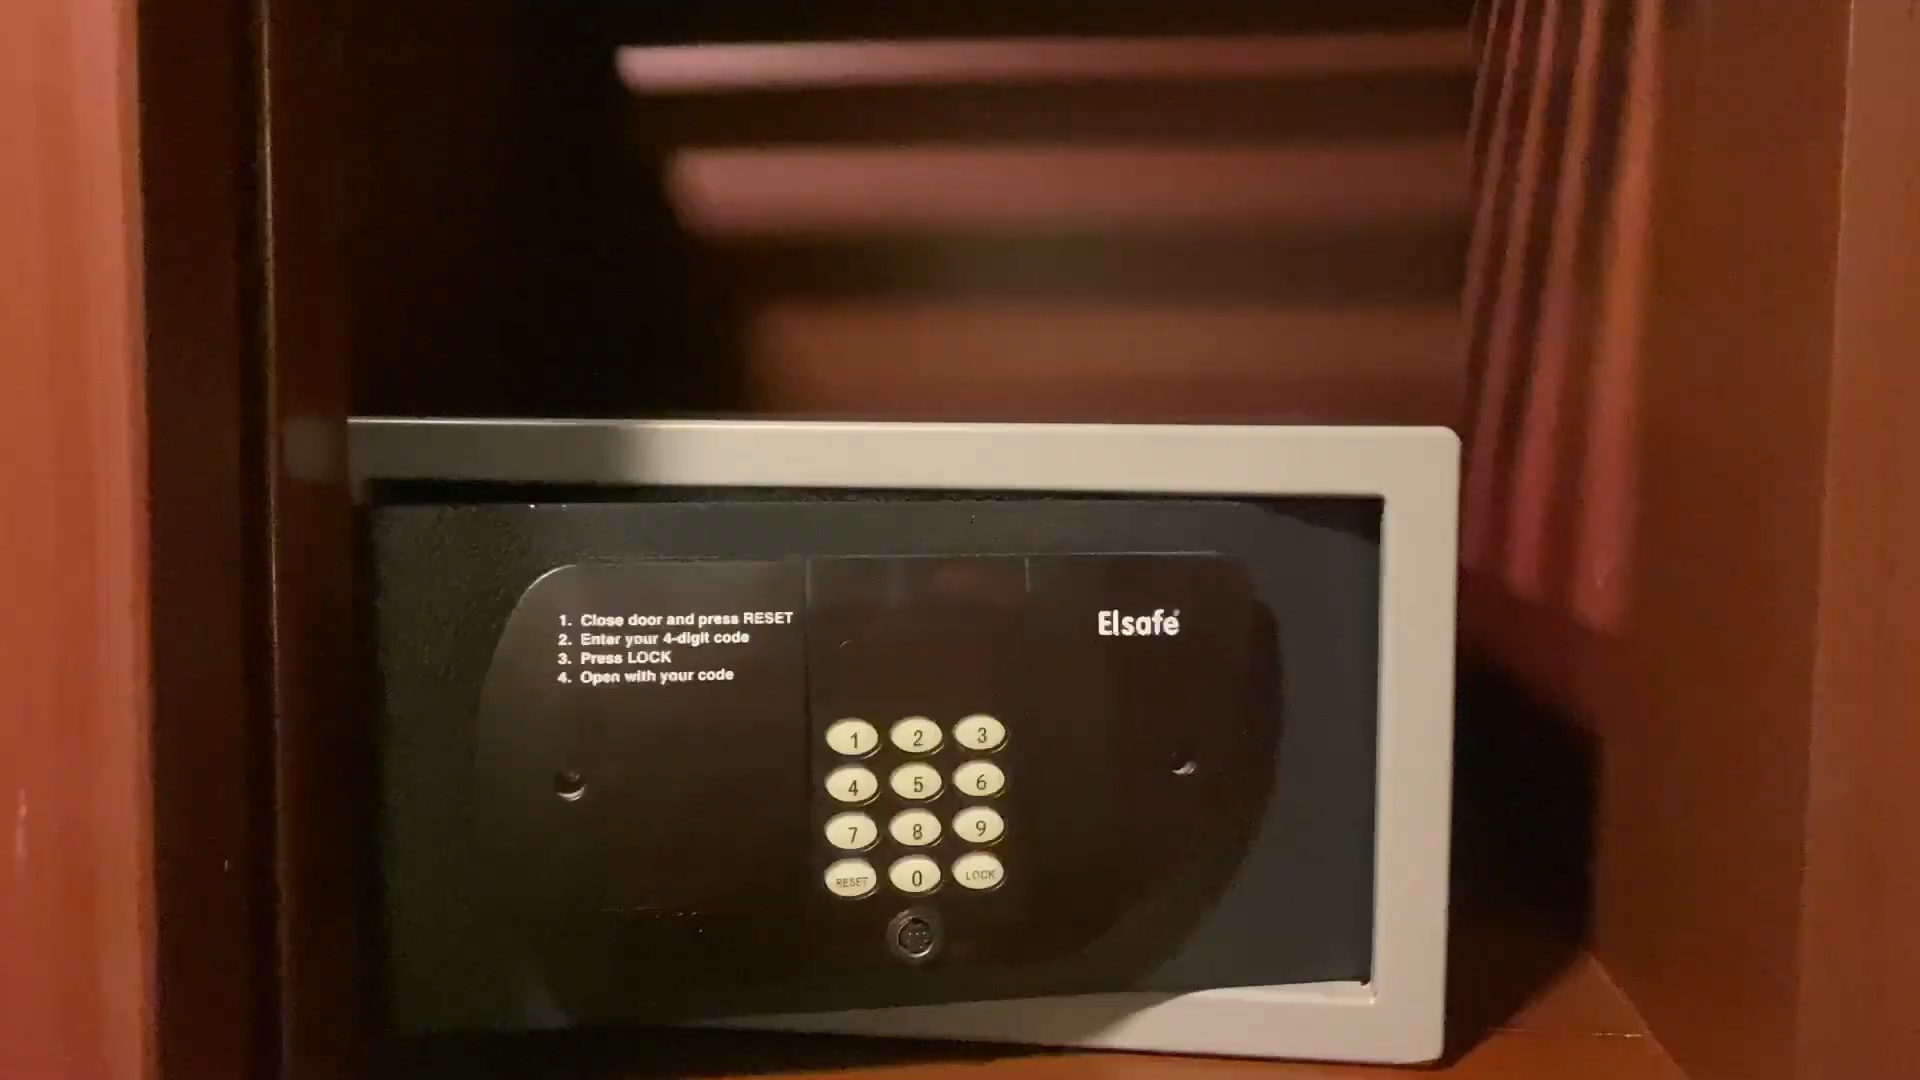 1. Close door and press RESET
2. Enter your 4-digit code
3. Press LOCK
4. Open with your code
Elsafe
1 2 3
4 5 6
7 8 9
RESET 0 LOCK